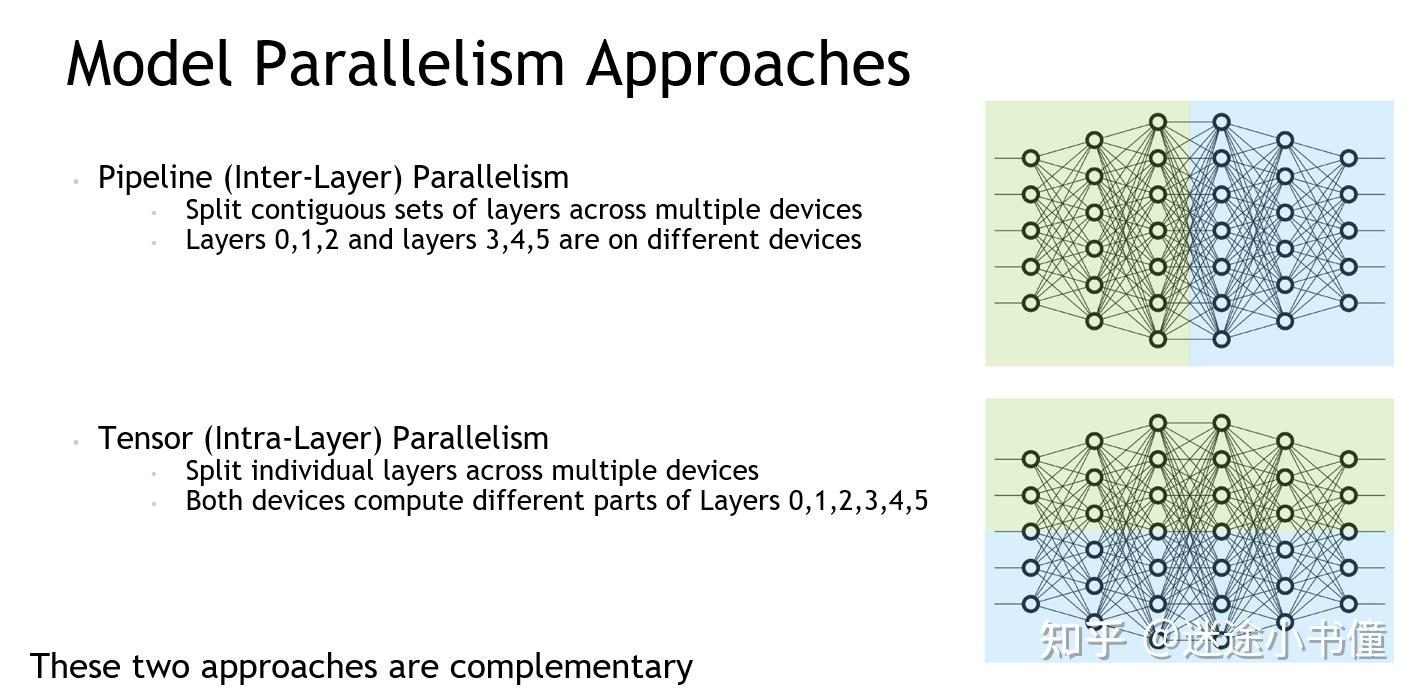 Model Parallelism Approaches
Pipeline (Inter-Layer) Parallelism
Split contiguous sets of layers across multiple devices
Layers 0,1,2 and layers 3,4,5 are on different devices
Tensor (Intra-Layer) Parallelism
Split individual layers across multiple devices
Both devices compute different parts of Layers 0,1,2,3,4,5
知乎 @迷途小书僮
These two approaches are complementary